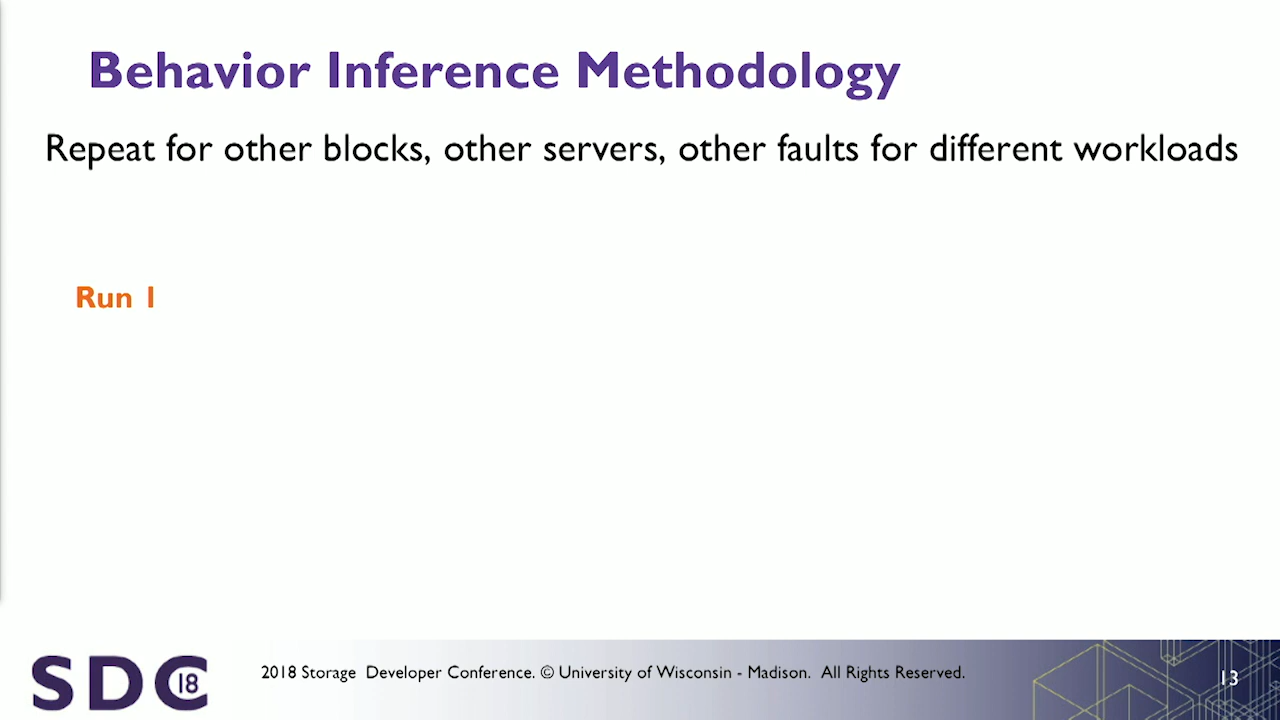 Behavior Inference Methodology
Repeat for other blocks, other servers, other faults for different workloads
Run 1
SDC 18
2018 Storage Developer Conference. © University of Wisconsin - Madison. All Rights Reserved.
13